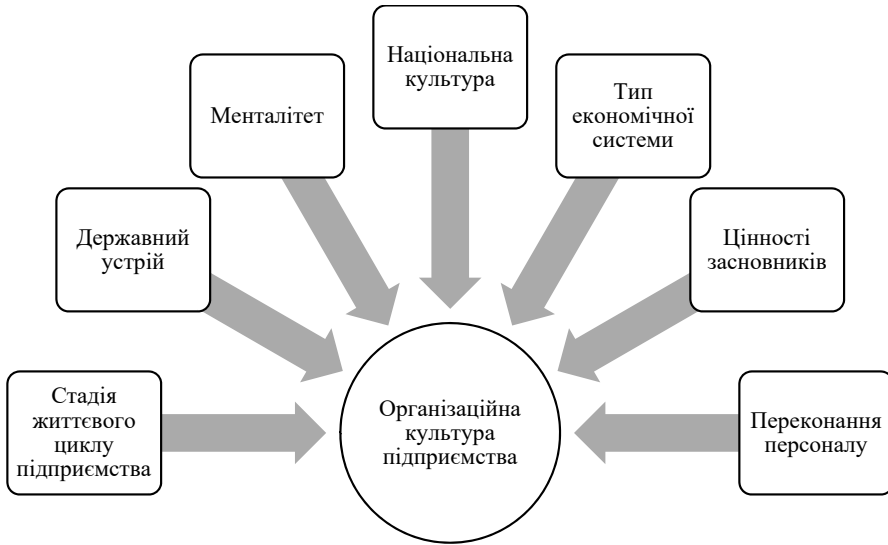 Національна
культура
Менталітет
Тип
економічної
системи
Державний
устрій
Цінності
засновників
Стадія
життєвого
циклу
підприємства
Організаційна
культура
підприємства
Переконання
персоналу